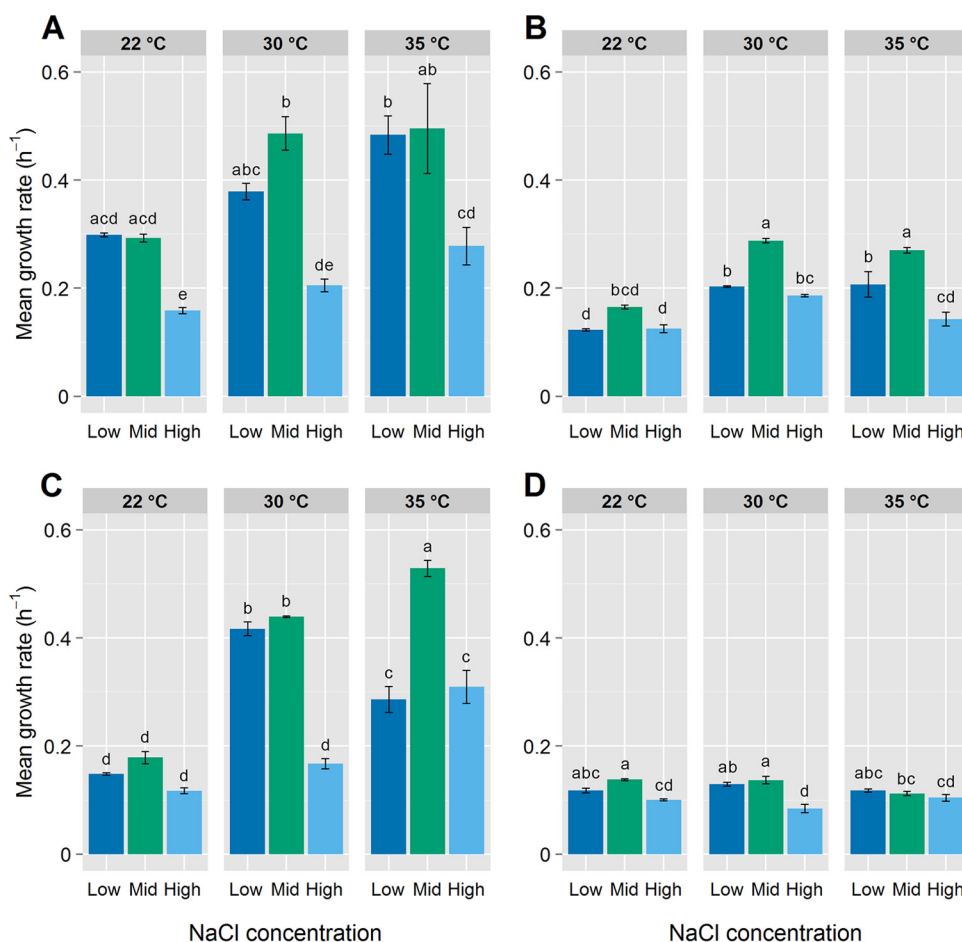 A
22 °C 30 °C 35 °C
Mean growth rate (h⁻¹)
0.6
0.4
0.2
0
acd acd e
abc b de
b ab cd
Low Mid High Low Mid High Low Mid High
B
22 °C 30 °C 35 °C
0.6
0.4
0.2
0
d bcd d
b a bc
b a cd
Low Mid High Low Mid High Low Mid High
C
22 °C 30 °C 35 °C
Mean growth rate (h⁻¹)
0.6
0.4
0.2
0
d d d
b b d
c a c
Low Mid High Low Mid High Low Mid High
NaCl concentration
D
22 °C 30 °C 35 °C
0.6
0.4
0.2
0
abc a cd
ab a d
abc bc cd
Low Mid High Low Mid High Low Mid High
NaCl concentration